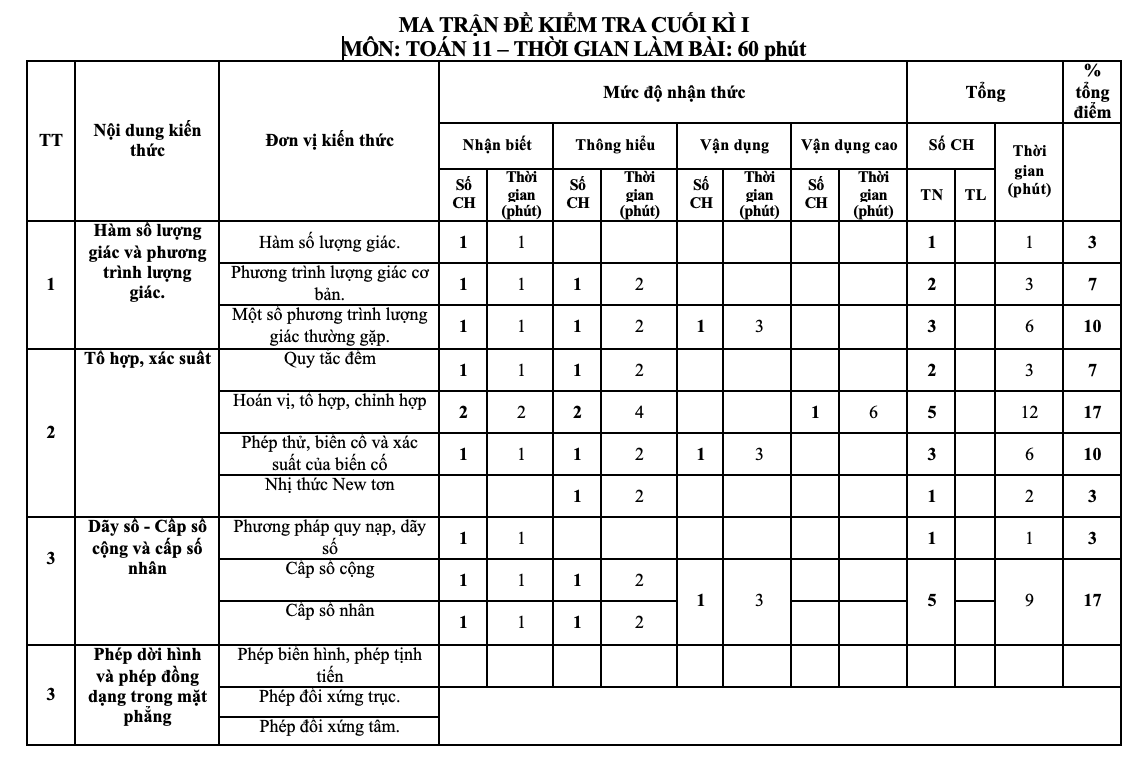 MA TRẬN ĐỀ KIỂM TRA CUỐI KÌ I
MÔN: TOÁN 11 – THỜI GIAN LÀM BÀI: 60 phút
TT
Nội dung kiến
thức
Đơn vị kiến thức
Mức độ nhận thức
Tổng
%
tổng
điểm
Nhận biết
Thông hiểu
Vận dụng
Vận dụng cao
Số CH
Thời
gian
(phút)
Số
CH
Thời
gian
(phút)
Số
CH
Thời
gian
(phút)
Số
CH
Thời
gian
(phút)
Số
CH
Thời
gian
(phút)
TN
TL
1
Hàm số lượng
giác và phương
trình lượng
giác.
Hàm số lượng giác.
1 1 1 1 3
Phương trình lượng giác cơ
bản.
1 1 1 2 2 3 7
Một số phương trình lượng
giác thường gặp.
1 1 1 2 1 3 3 6 10
2
Tổ hợp, xác suất
Quy tắc đếm
1 1 1 2 2 3 7
Hoán vị, tổ hợp, chỉnh hợp
2 2 2 4 1 6 5 12 17
Phép thử, biến cố và xác
suất của biến cố
1 1 1 2 1 3 3 6 10
Nhị thức New tơn
1 2 1 2 3
3
Dãy số - Cấp số
cộng và cấp số
nhân
Phương pháp quy nạp, dãy
số
1 1 1 1 3
Cấp số cộng
1 1 1 2
1 3 5 9 17
Cấp số nhân
1 1 1 2
3
Phép dời hình
và phép đồng
dạng trong mặt
phẳng
Phép biến hình, phép tịnh
tiến
Phép đối xứng trục.
Phép đối xứng tâm.